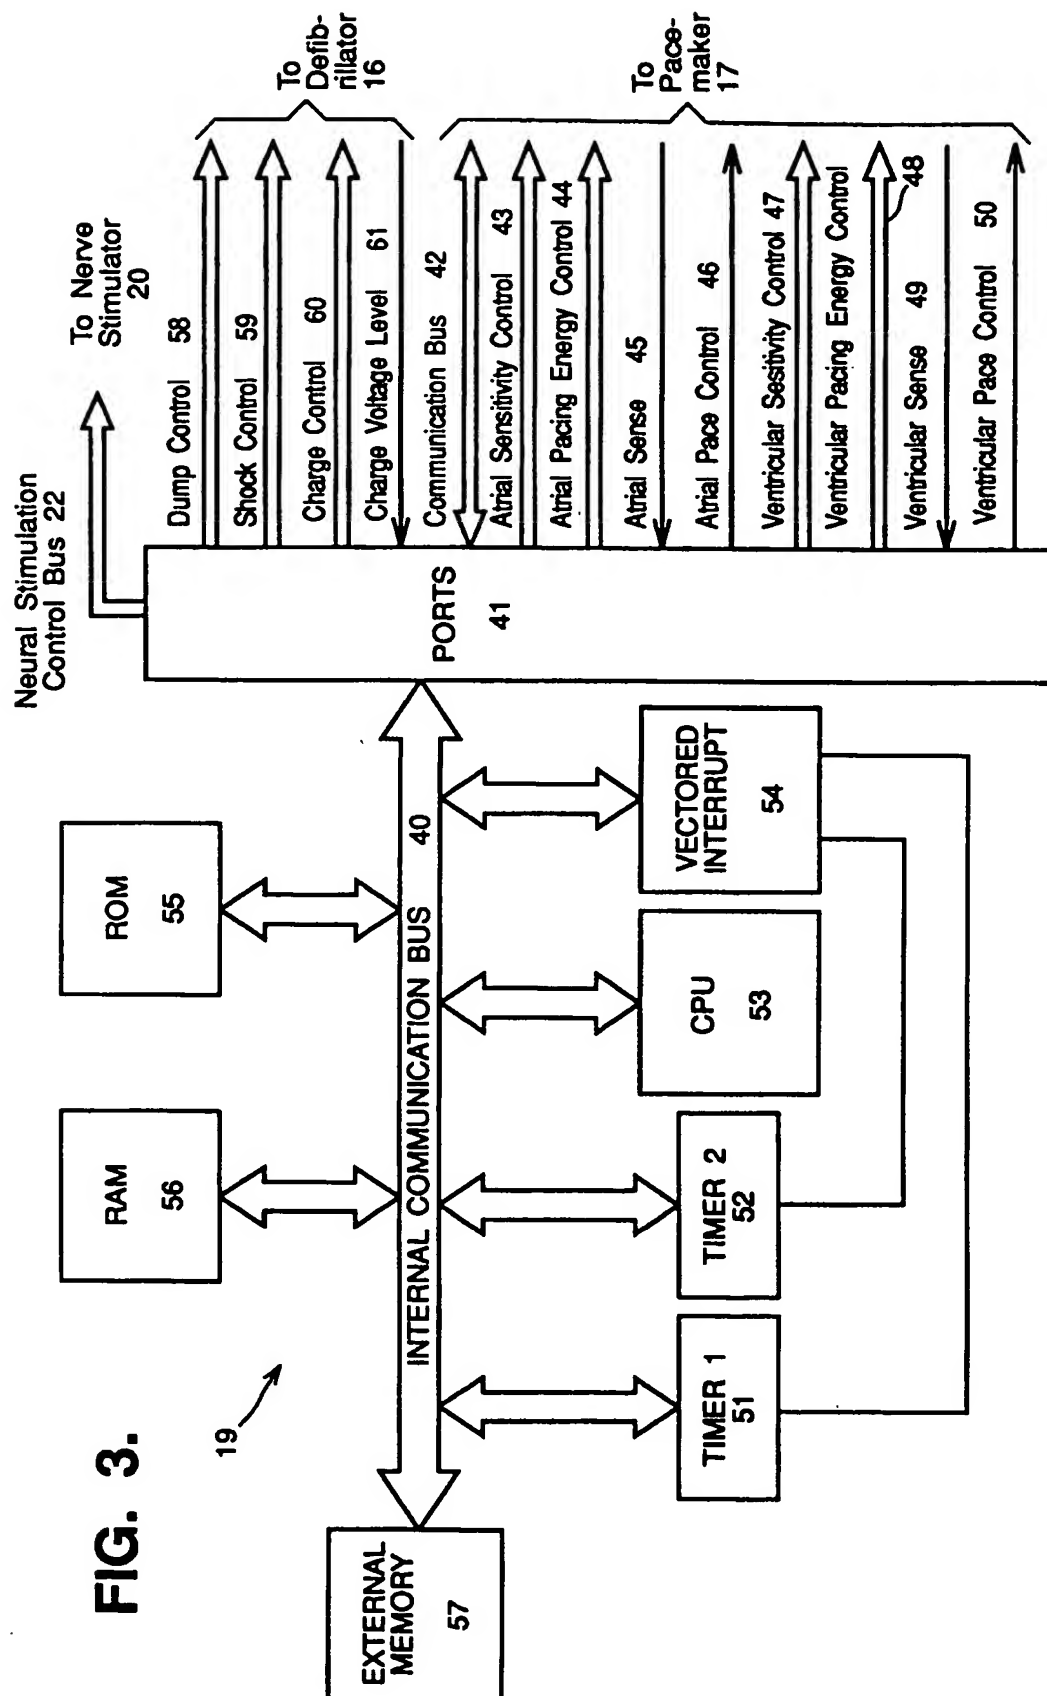 FIG. 3.
19
Neural Stimulation
Control Bus 22
To Nerve
Stimulator
20
RAM
56
ROM
55
EXTERNAL
MEMORY
57
INTERNAL COMMUNICATION BUS 40
TIMER 1
51
TIMER 2
52
CPU
53
VECTORED
INTERRUPT
54
PORTS
41
Dump Control 58
Shock Control 59
Charge Control 60
Charge Voltage Level 61
To
Defib-
rillator
16
Communication Bus 42
Atrial Sensitivity Control 43
Atrial Pacing Energy Control 44
Atrial Sense 45
Atrial Pace Control 46
Ventricular Sesitivity Control 47
Ventricular Pacing Energy Control
48
Ventricular Sense 49
Ventricular Pace Control 50
To
Pace-
maker
17